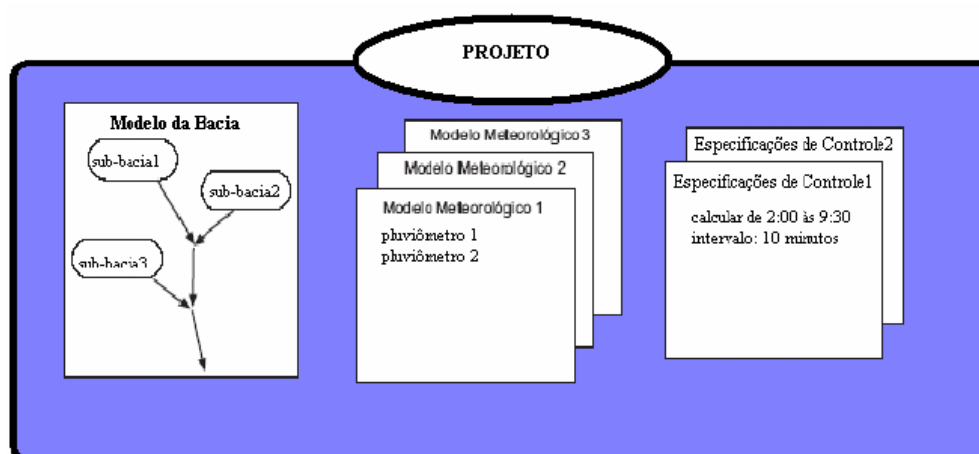 PROJETO
Modelo da Bacia
sub-bacia1
sub-bacia2
sub-bacia3
Modelo Meteorológico 3
Modelo Meteorológico 2
Modelo Meteorológico 1
pluviômetro 1
pluviômetro 2
Especificações de Controle2
Especificações de Controle1
calcular de 2:00 às 9:30
intervalo: 10 minutos